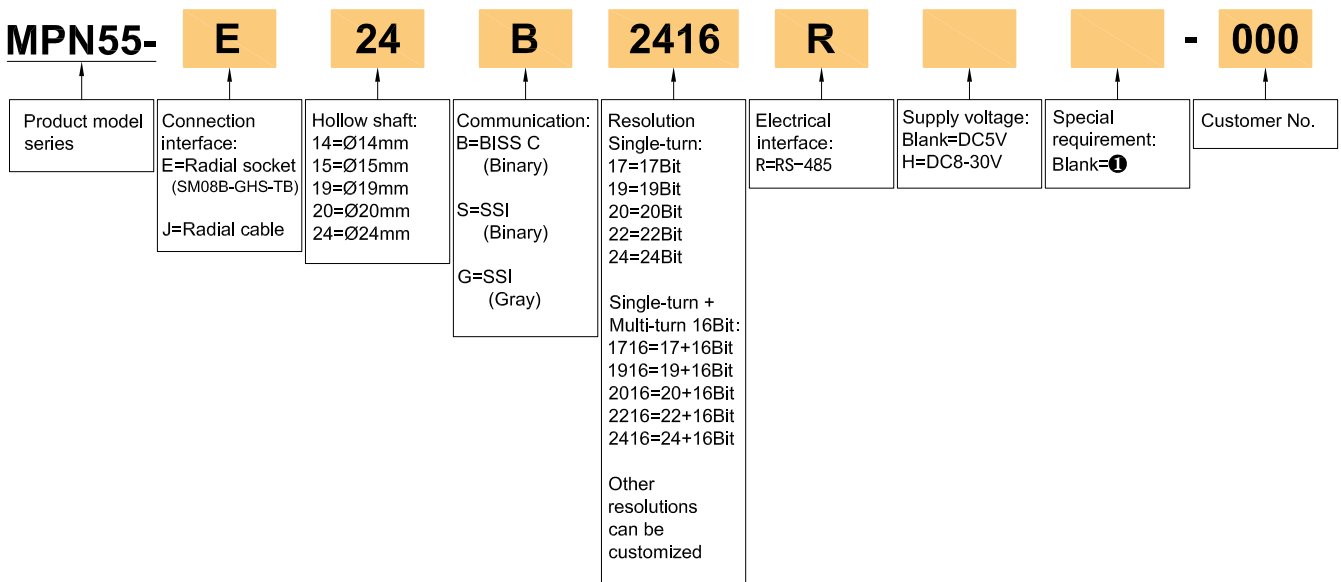 MPN55- E 24 B 2416 R - 000
Product model
series
Connection
interface:
E=Radial socket
(SM08B-GHS-TB)
J=Radial cable
Hollow shaft:
14=Ø14mm
15=Ø15mm
19=Ø19mm
20=Ø20mm
24=Ø24mm
Communication:
B=BISS C
(Binary)
S=SSI
(Binary)
G=SSI
(Gray)
Resolution
Single-turn:
17=17Bit
19=19Bit
20=20Bit
22=22Bit
24=24Bit
Single-turn +
Multi-turn 16Bit:
1716=17+16Bit
1916=19+16Bit
2016=20+16Bit
2216=22+16Bit
2416=24+16Bit
Other
resolutions
can be
customized
Electrical
interface:
R=RS-485
Supply voltage:
Blank=DC5V
H=DC8-30V
Special
requirement:
Blank=❶
Customer No.